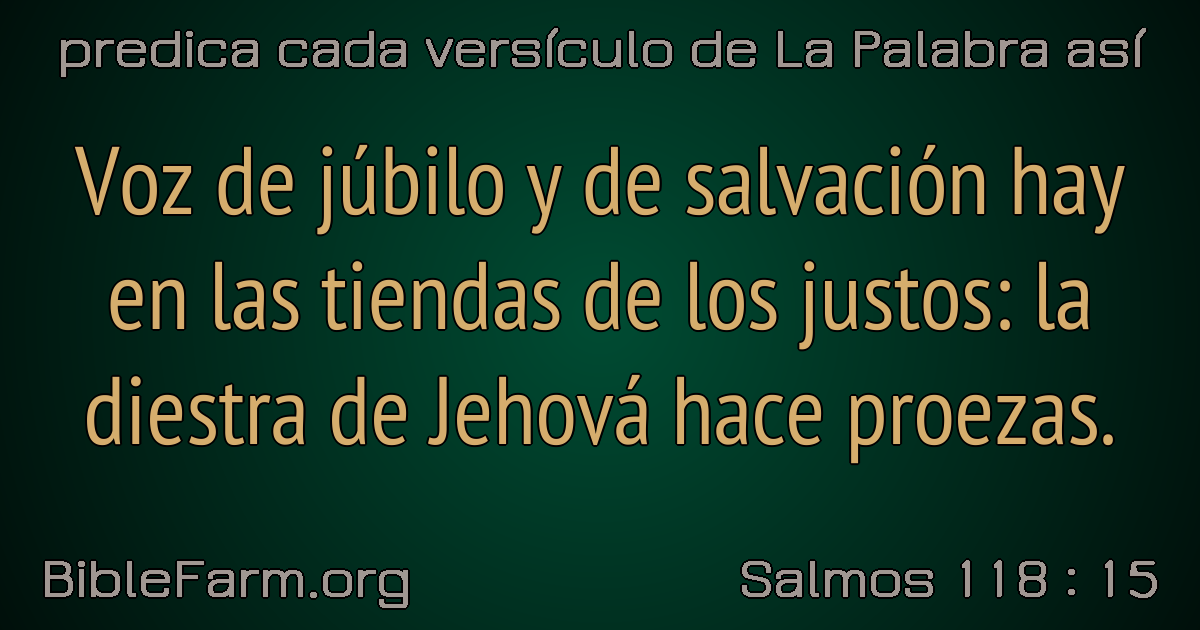 predica cada versículo de La Palabra así
Voz de júbilo y de salvación hay
en las tiendas de los justos: la
diestra de Jehová hace proezas.
BibleFarm.org
Salmos 118 : 15